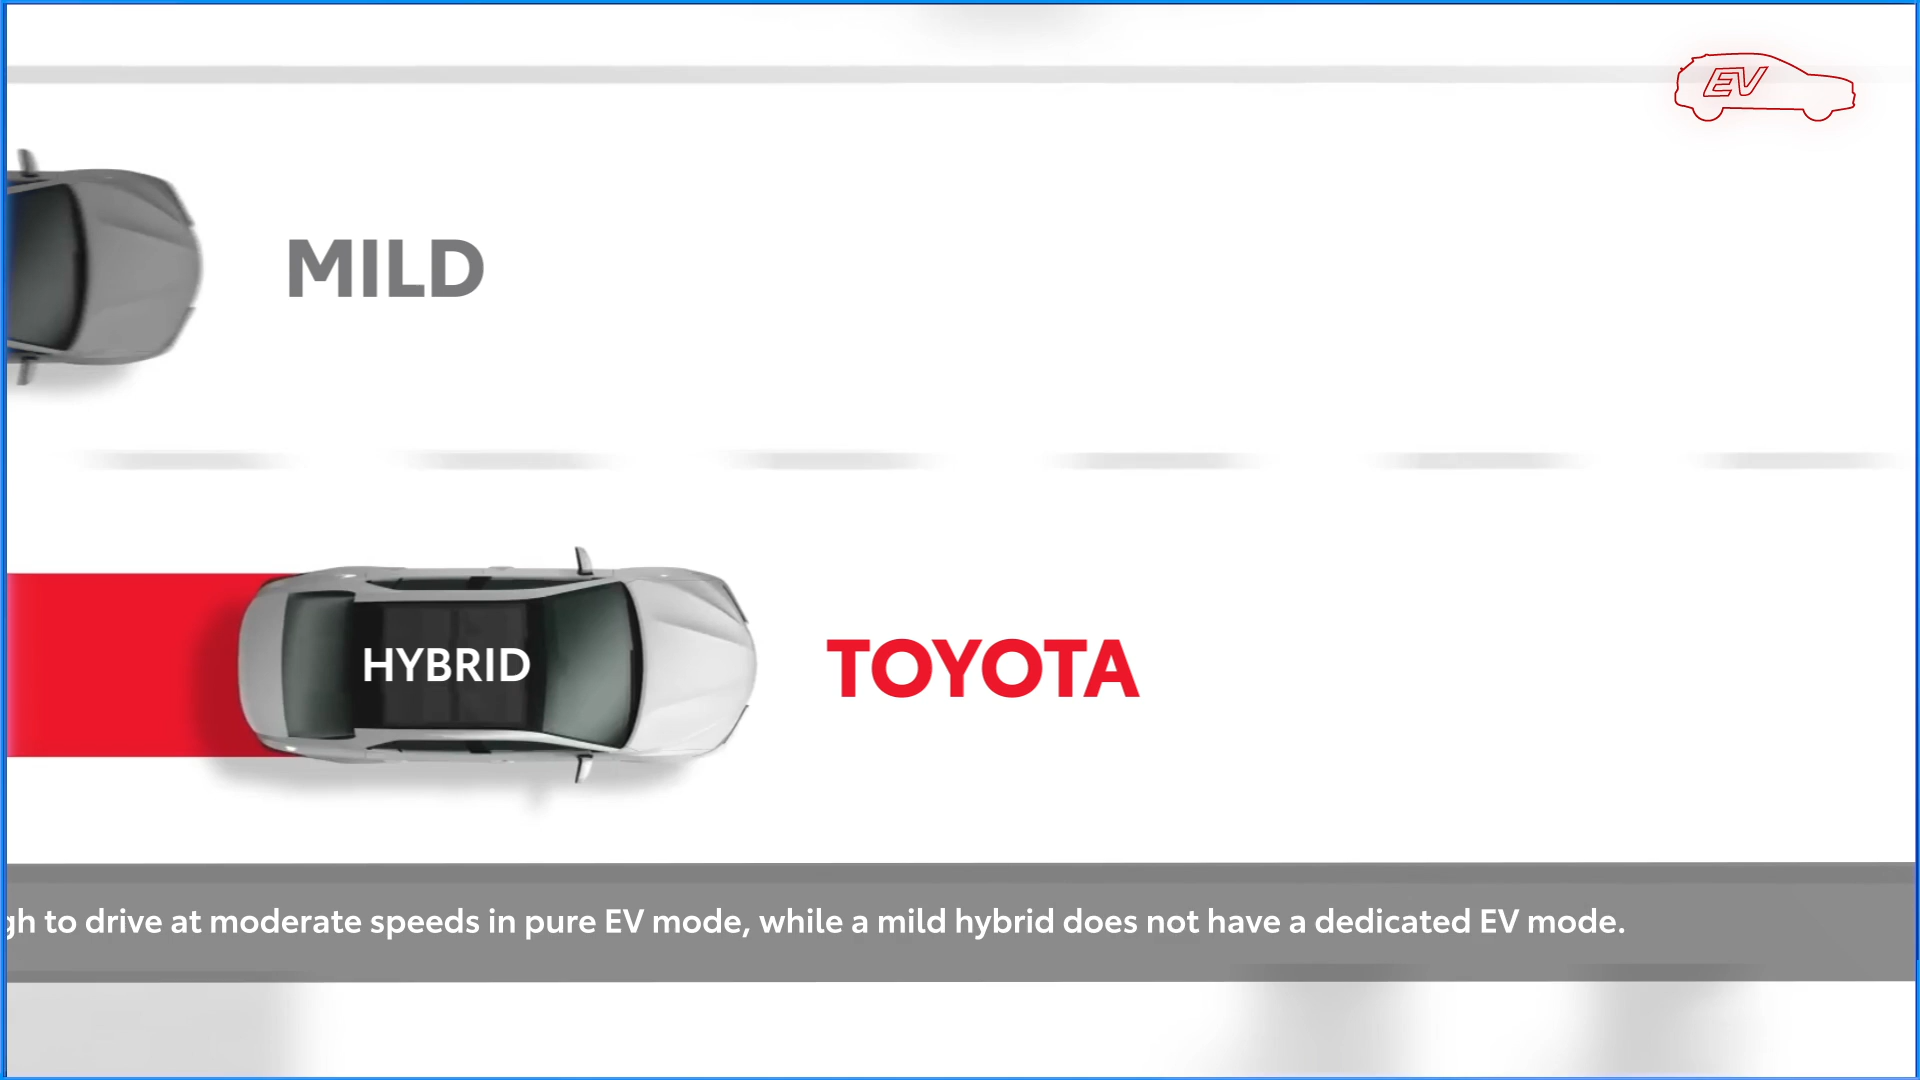 EV
MILD
HYBRID
TOYOTA
to drive at moderate speeds in pure EV mode, while a mild hybrid does not have a dedicated EV mode.